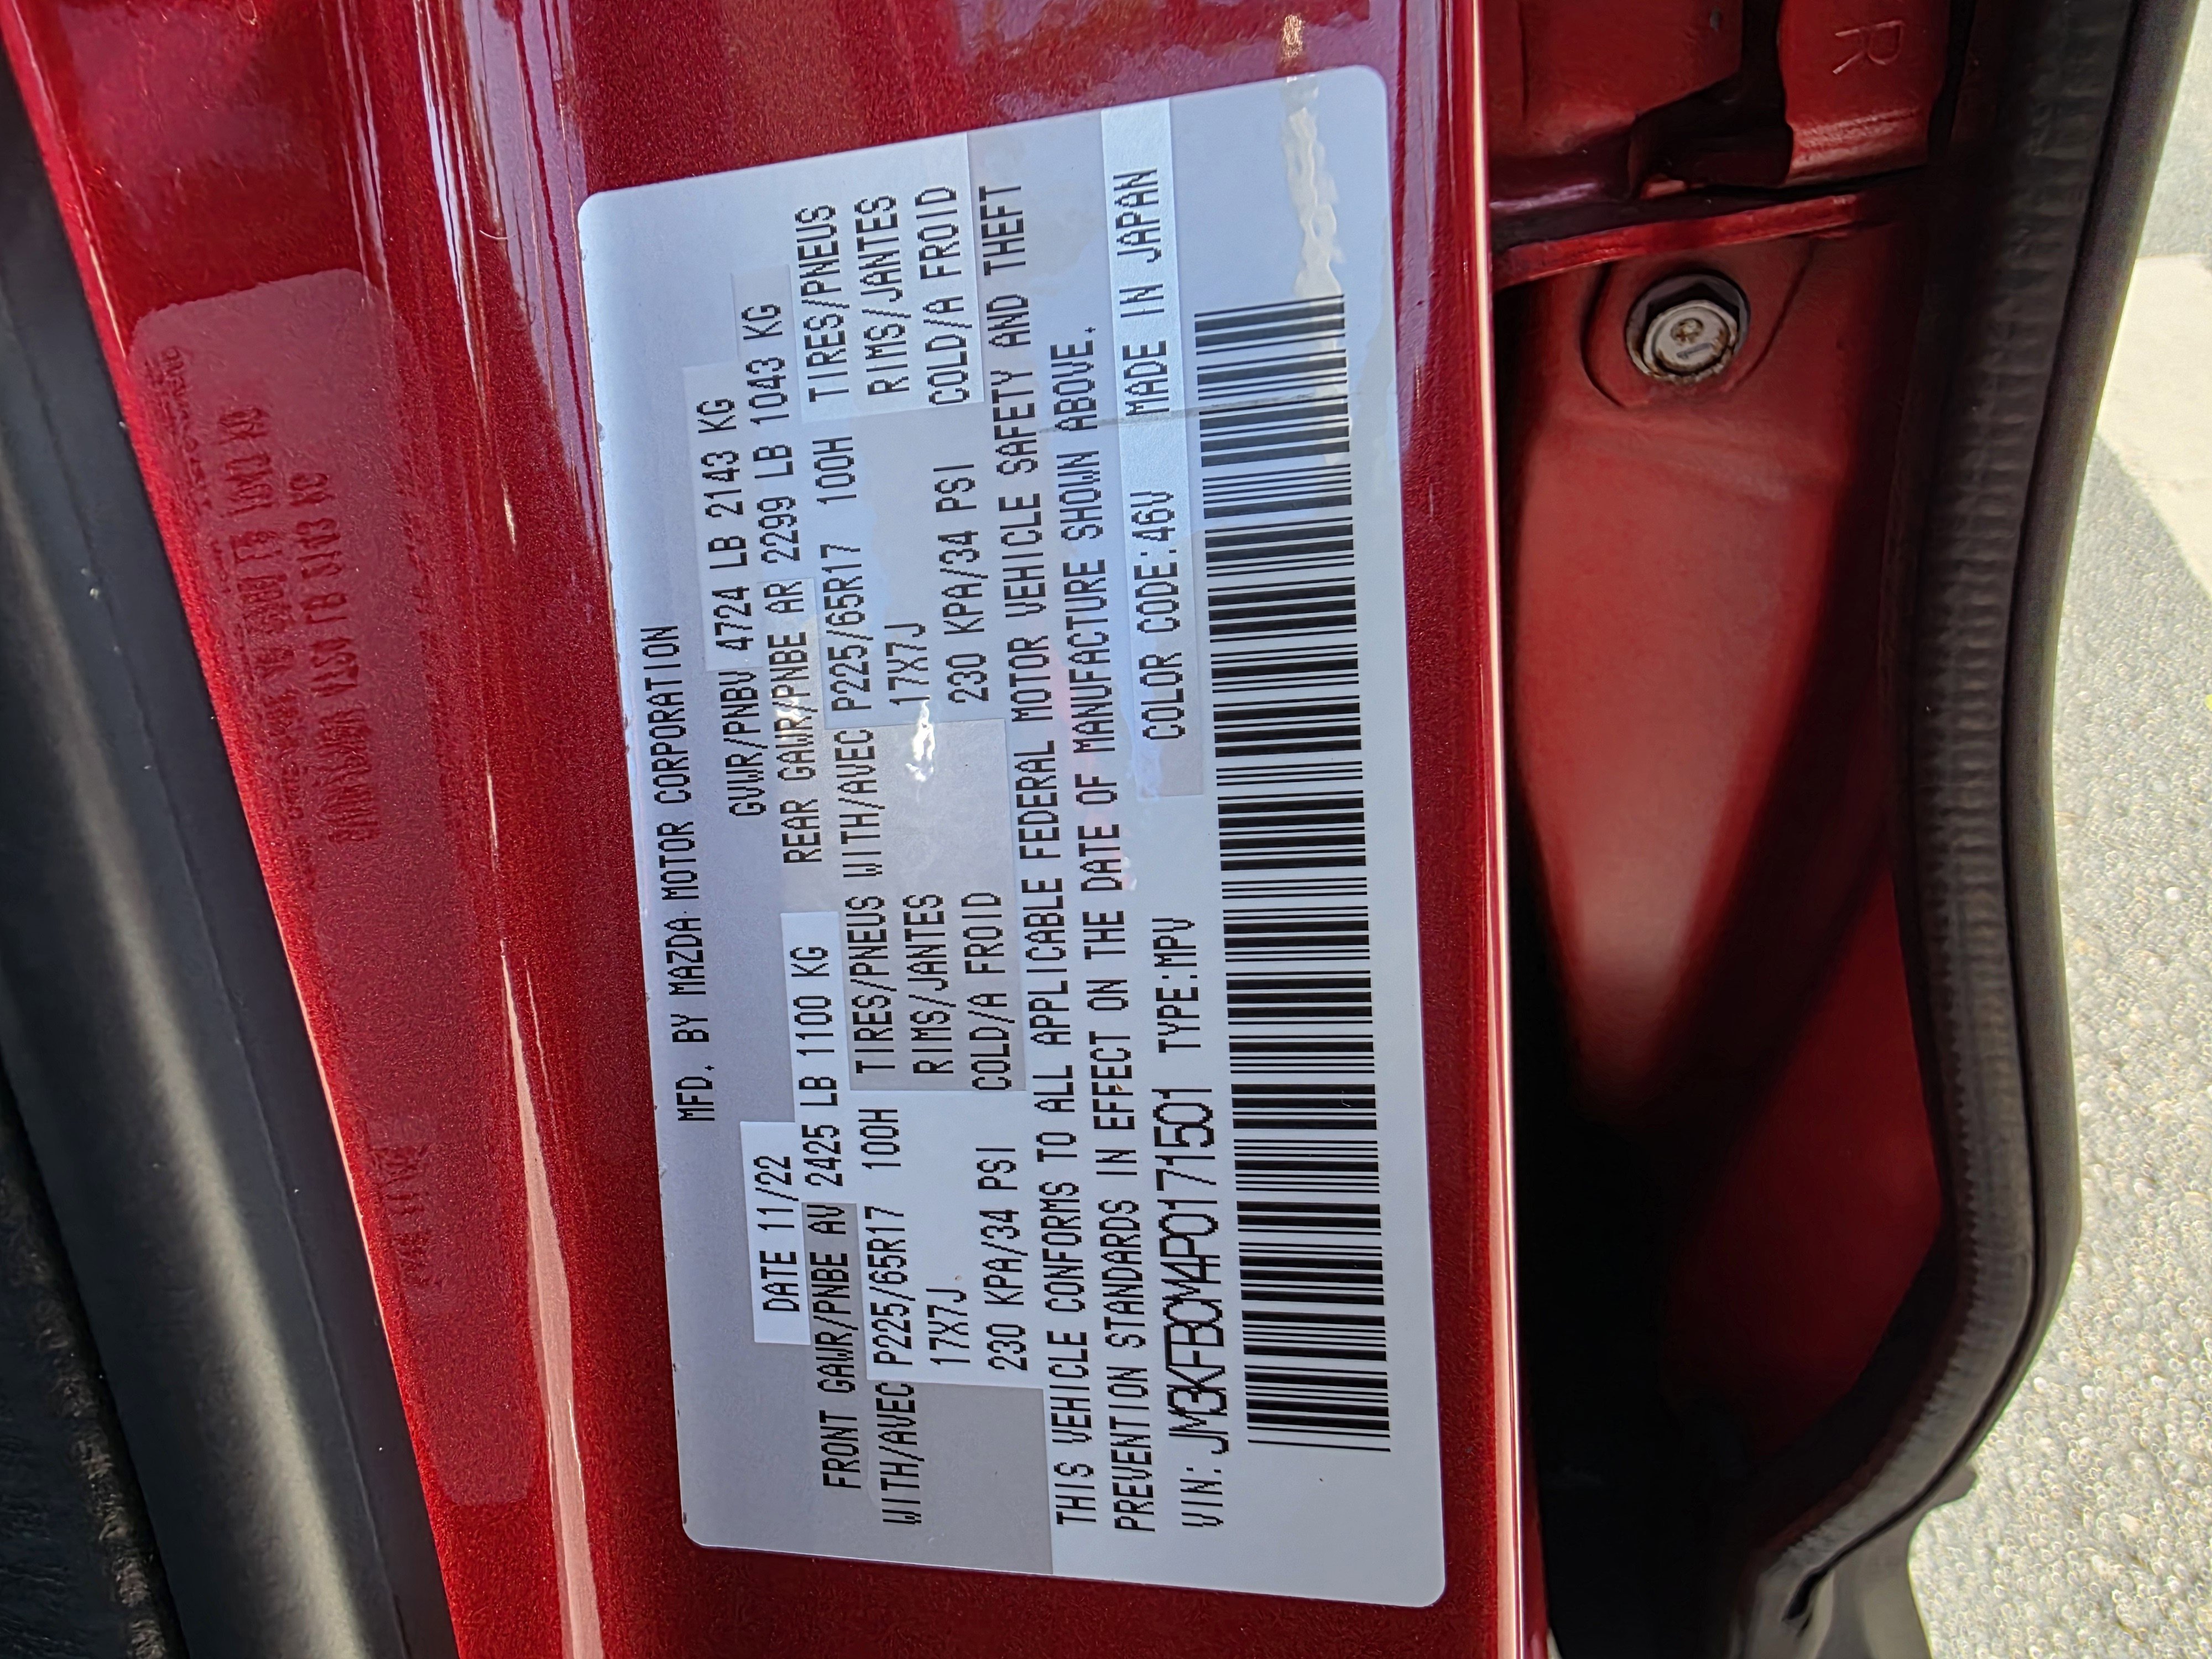 MFD. BY MAZDA MOTOR CORPORATION
DATE 11/22 GVWR/PNBV 4724 LB 2143 KG
FRONT GAWR/PNBE AV 2425 LB 1100 KG REAR GAWR/PNBE AR 2299 LB 1043 KG
WITH/AVEC P225/65R17 100H TIRES/PNEUS WITH/AVEC P225/65R17 100H TIRES/PNEUS
17X7J RIMS/JANTES 17X7J RIMS/JANTES
230 KPA/34 PSI COLD/A FROID 230 KPA/34 PSI COLD/A FROID
THIS VEHICLE CONFORMS TO ALL APPLICABLE FEDERAL MOTOR VEHICLE SAFETY AND THEFT
PREVENTION STANDARDS IN EFFECT ON THE DATE OF MANUFACTURE SHOWN ABOVE.
VIN: JM3KFBCM4P0171501 TYPE:MPV COLOR CODE:46V MADE IN JAPAN
R